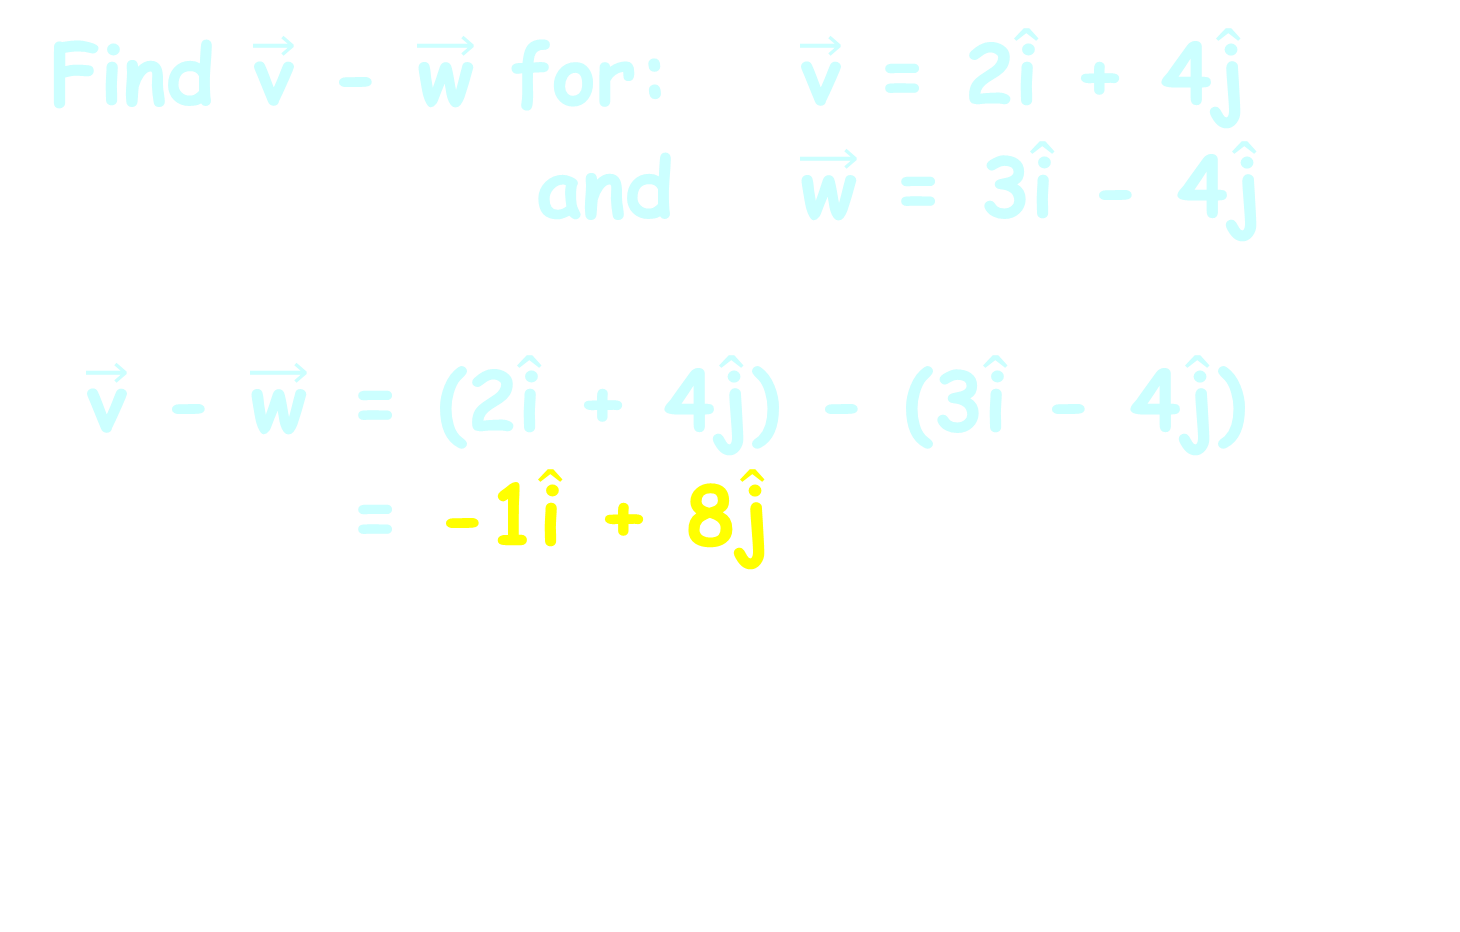 Find v⃗ - w⃗ for: v⃗ = 2î + 4ĵ
and w⃗ = 3î - 4ĵ
v⃗ - w⃗ = (2î + 4ĵ) - (3î - 4ĵ)
= -1î + 8ĵ